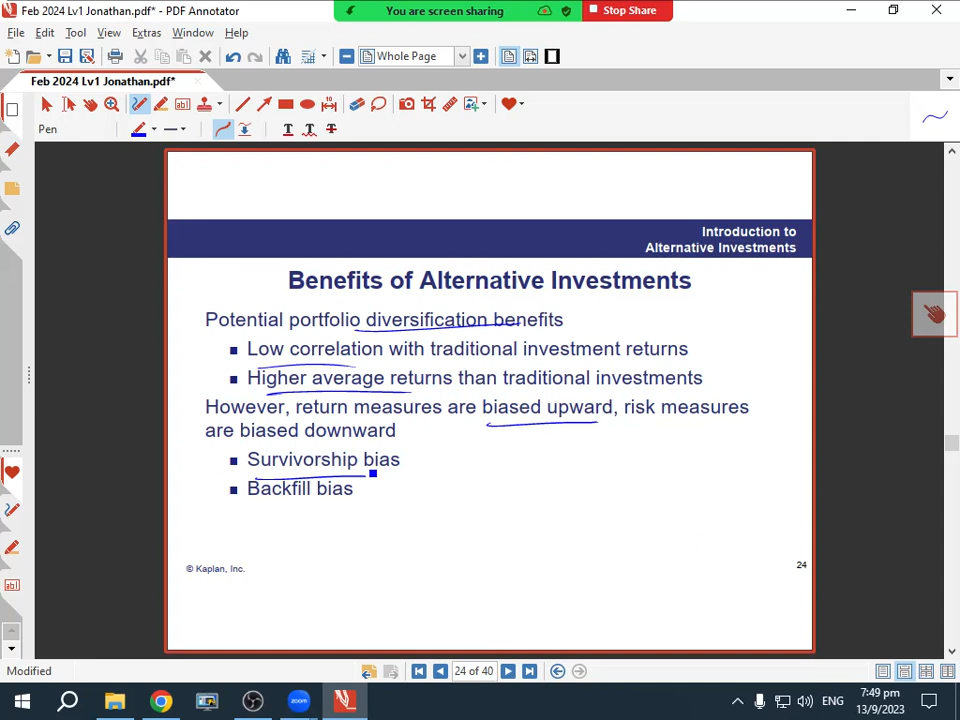 Feb 2024 Lv1 Jonathan.pdf* - PDF Annotator
You are screen sharing
Stop Share
File Edit Tool View Extras Window Help
Whole Page
Feb 2024 Lv1 Jonathan.pdf*
Pen
Introduction to
Alternative Investments
Benefits of Alternative Investments
Potential portfolio diversification benefits
■ Low correlation with traditional investment returns
■ Higher average returns than traditional investments
However, return measures are biased upward, risk measures
are biased downward
■ Survivorship bias
■ Backfill bias
© Kaplan, Inc.
24
Modified
24 of 40
zoom
ENG
7:49 pm
13/9/2023